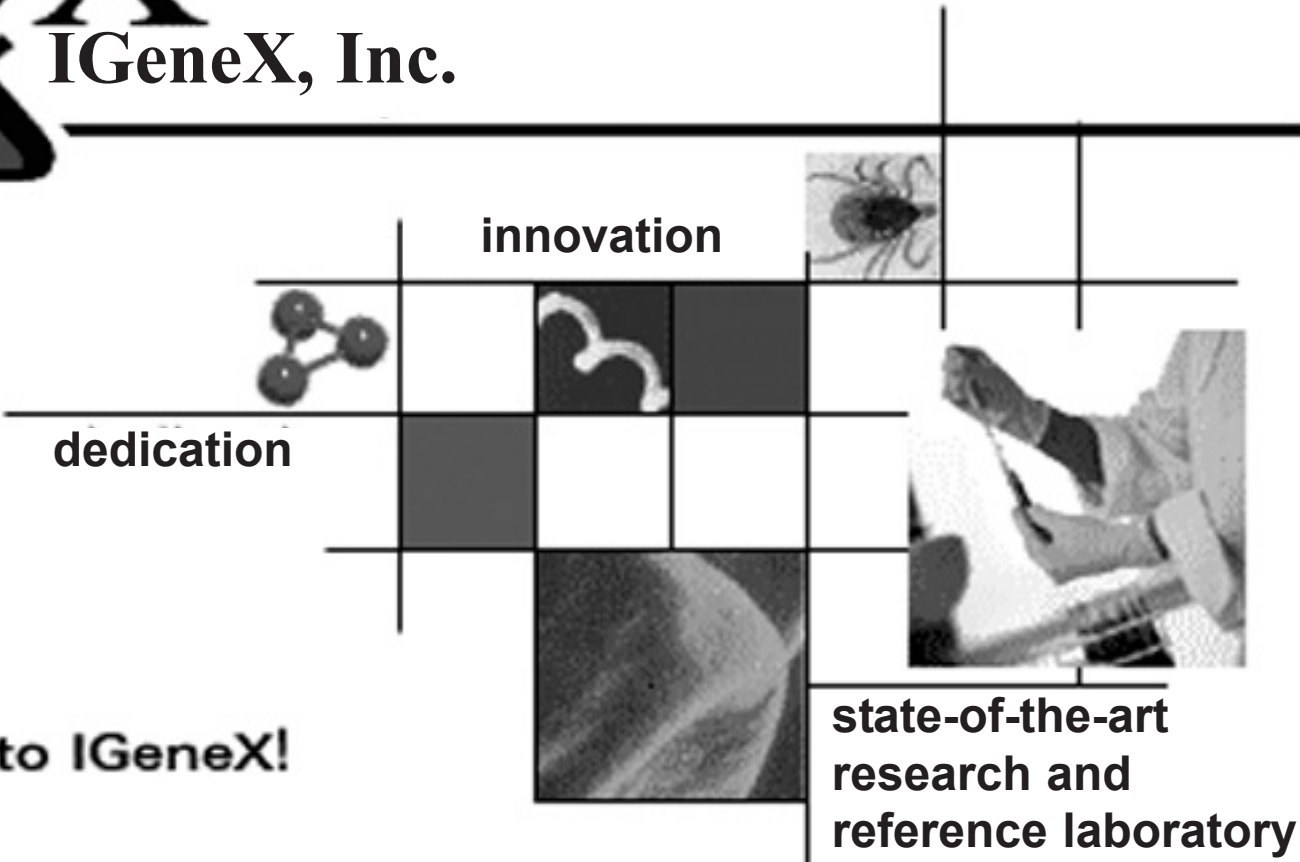 IGeneX, Inc.
innovation
dedication
to IGeneX!
state-of-the-art
research and
reference laboratory